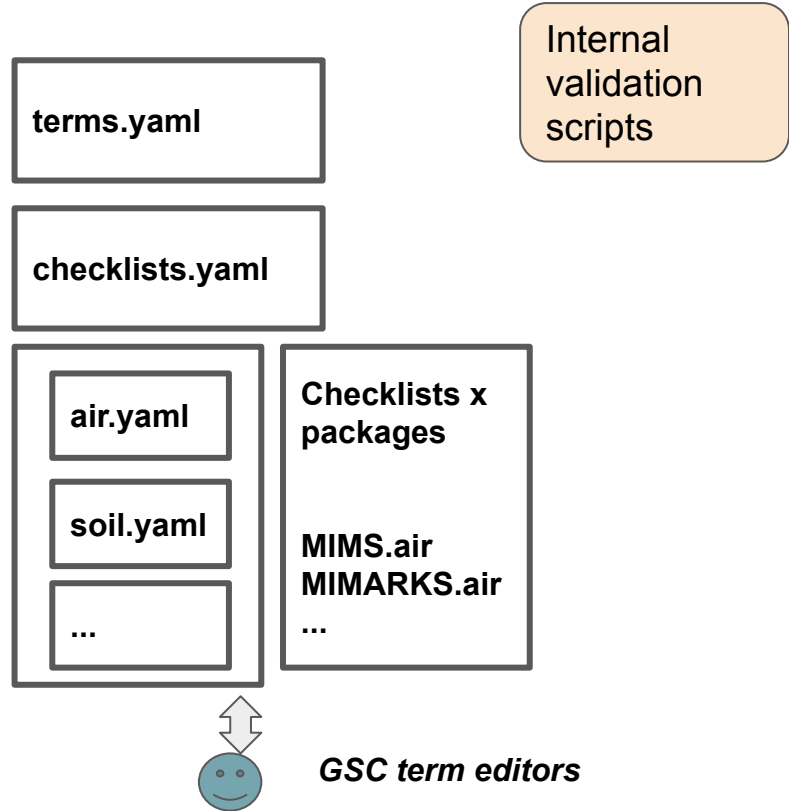 Internal
validation
scripts
terms.yaml
checklists.yaml
air.yaml
soil.yaml
...
Checklists x
packages
MIMS.air
MIMARKS.air
...
GSC term editors